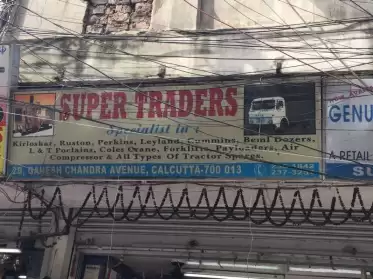 SUPER TRADERS
Specialist in :
Kirloskar, Ruston, Perkins, Leyland, Cummins, Beml Dozers,
L & T Poclains, Coles Crane, Forklifts, Payloaders, Air
Compressor & All Types Of Tractor Spares.
GANESH CHANDRA AVENUE, CALCUTTA-700 013
GENU
A RETAIL
SU